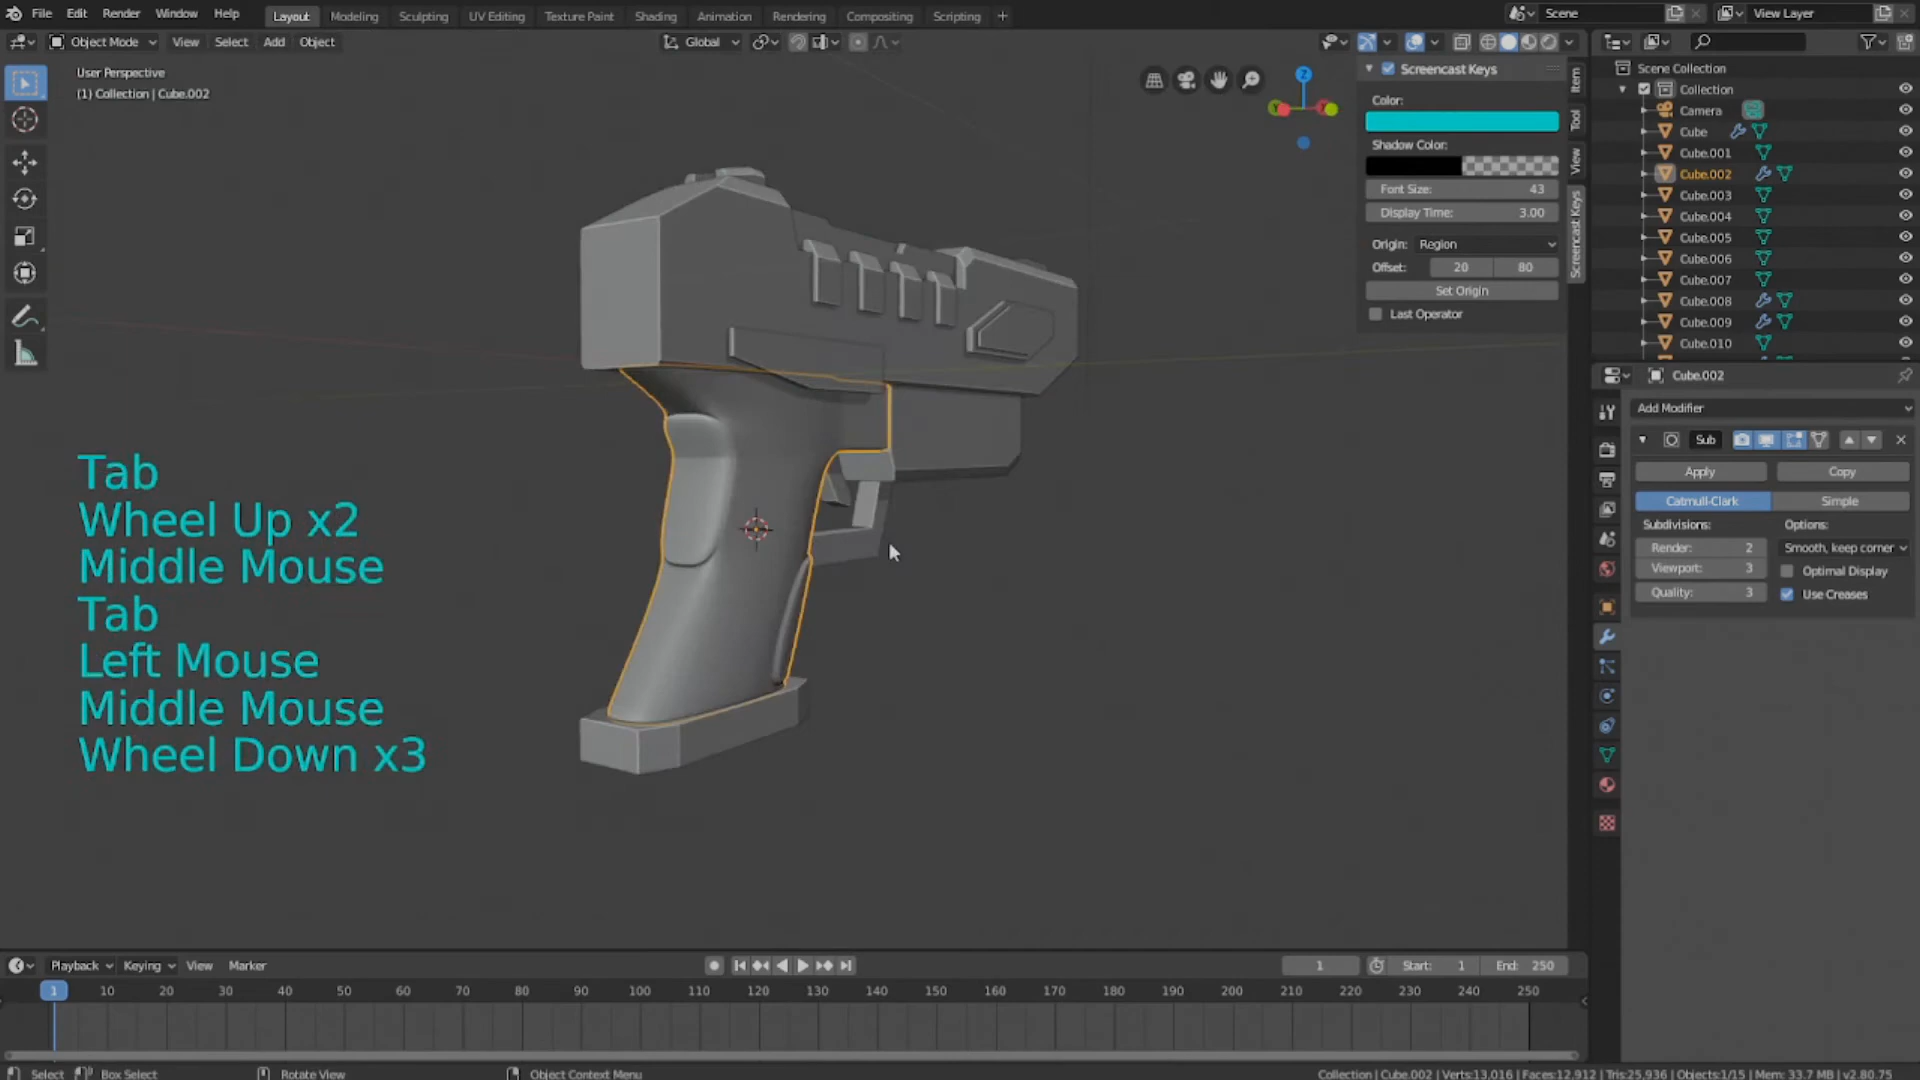 File Edit Render Window Help Layout Modeling Sculpting UV Editing Texture Paint Shading Animation Rendering Compositing Scripting + Scene View Layer
Object Mode View Select Add Object Global
User Perspective
(1) Collection | Cube.002
Screencast Keys
Color:
Shadow Color:
Font Size: 43
Display Time: 3.00
Origin: Region
Offset: 20 80
Set Origin
Last Operator
Item
Tool
View
Screencast Keys
Scene Collection
Collection
Camera
Cube
Cube.001
Cube.002
Cube.003
Cube.004
Cube.005
Cube.006
Cube.007
Cube.008
Cube.009
Cube.010
Cube.002
Add Modifier
Sub
Apply Copy
Catmull-Clark Simple
Subdivisions: Options:
Render: 2 Smooth, keep corner
Viewport: 3 Optimal Display
Quality: 3 Use Creases
Tab
Wheel Up x2
Middle Mouse
Tab
Left Mouse
Middle Mouse
Wheel Down x3
Playback Keying View Marker 1 Start: 1 End: 250
1 10 20 30 40 50 60 70 80 90 100 110 120 130 140 150 160 170 180 190 200 210 220 230 240 250
Select Box Select Rotate View Object Context Menu Collection | Cube.002 | Verts:13,016 | Faces:12,912 | Tris:25,936 | Objects:1/15 | Mem: 33.7 MB | v2.80.75